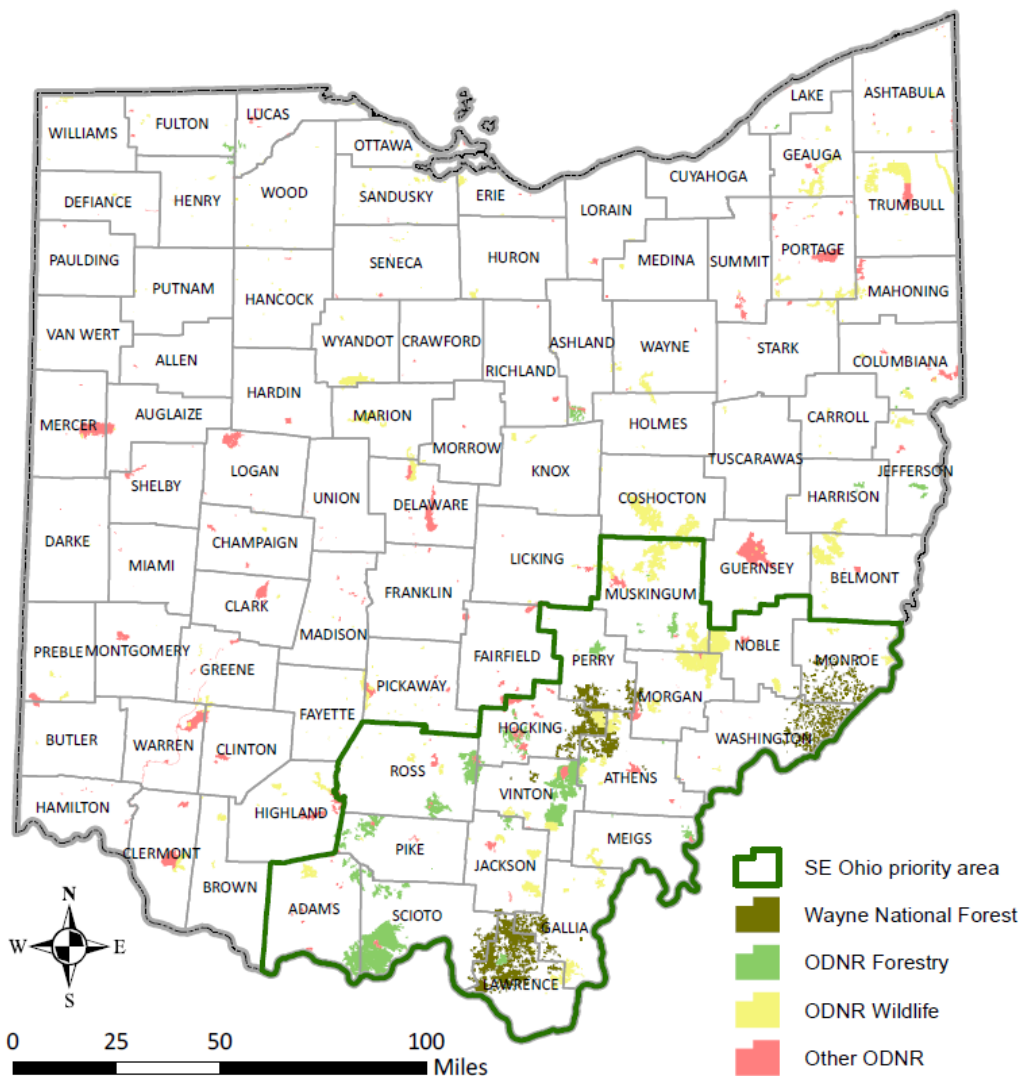 LAKE
ASHTABULA
LUCAS
FULTON
WILLIAMS
OTTAWA
GEAUGA
CUYAHOGA
WOOD
SANDUSKY
ERIE
HENRY
DEFIANCE
LORAIN
TRUMBULL
PORTAGE
PAULDING
SENECA
HURON
MEDINA
SUMMIT
PUTNAM
HANCOCK
MAHONING
VAN WERT
WYANDOT
CRAWFORD
ASHLAND
WAYNE
STARK
ALLEN
COLUMBIANA
RICHLAND
HARDIN
MERCER
AUGLAIZE
MARION
CARROLL
HOLMES
MORROW
TUSCARAWAS
LOGAN
KNOX
JEFFERSON
SHELBY
UNION
COSHOCTON
HARRISON
DELAWARE
DARKE
CHAMPAIGN
LICKING
MIAMI
GUERNSEY
BELMONT
FRANKLIN
MUSKINGUM
CLARK
MADISON
PREBLE
MONTGOMERY
FAIRFIELD
PERRY
NOBLE
MONROE
GREENE
PICKAWAY
MORGAN
FAYETTE
HOCKING
BUTLER
WARREN
CLINTON
WASHINGTON
ROSS
ATHENS
VINTON
HAMILTON
HIGHLAND
MEIGS
CLERMONT
PIKE
JACKSON
BROWN
ADAMS
SCIOTO
GALLIA
LAWRENCE
SE Ohio priority area
Wayne National Forest
ODNR Forestry
ODNR Wildlife
Other ODNR
N
W E
S
0 25 50 100
Miles